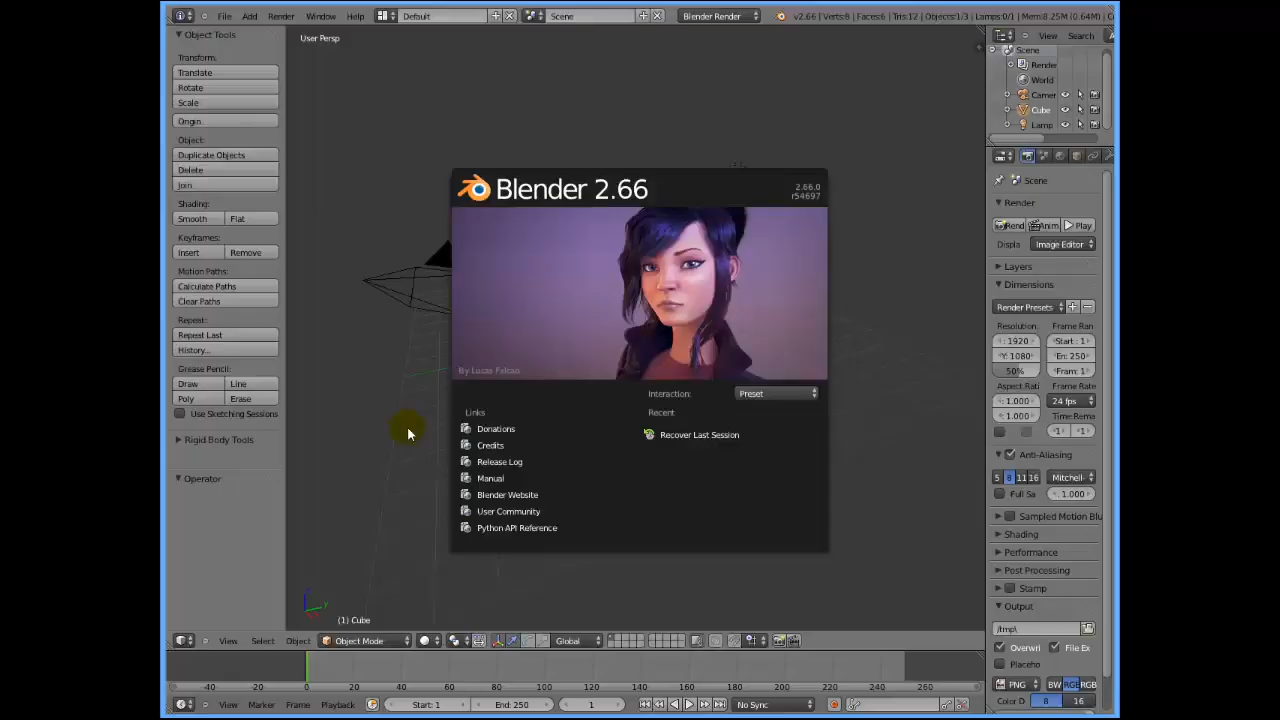 File Add Render Window Help Default Scene Blender Render v2.66 | Verts:8 | Faces:6 | Tris:12 | Objects:1/3 | Lamps:0/1 | Mem:8.25M (0.64M) |
Object Tools
Transform:
Translate
Rotate
Scale
Origin
Object:
Duplicate Objects
Delete
Join
Shading:
Smooth Flat
Keyframes:
Insert Remove
Motion Paths:
Calculate Paths
Clear Paths
Repeat:
Repeat Last
History...
Grease Pencil:
Draw Line
Poly Erase
Use Sketching Sessions
Rigid Body Tools
Operator
User Persp
Blender 2.66
2.66.0
r54697
By Lucas Falcao
Interaction: Preset
Links
Recent
Donations
Recover Last Session
Credits
Release Log
Manual
Blender Website
User Community
Python API Reference
(1) Cube
View Search
Scene
Render
World
Camer
Cube
Lamp
Scene
Render
Rend Anim Play
Displa Image Editor
Layers
Dimensions
Render Presets
Resolution: Frame Ran
: 1920 Start : 1
Y: 1080 En: 250
50% Fram: 1
Aspect Rati Frame Rate
: 1.000 24 fps
: 1.000 Time Rema
1 1
Anti-Aliasing
5 8 11 16 Mitchell-
Full Sa : 1.000
Sampled Motion Blu
Shading
Performance
Post Processing
Stamp
Output
/tmp\
Overwri File Ex
Placeho
PNG BW RGB RGB
Color D 8 16
View Select Object Object Mode Global
-40 -20 0 20 40 60 80 100 120 140 160 180 200 220 240 260
View Marker Frame Playback Start: 1 End: 250 1 No Sync